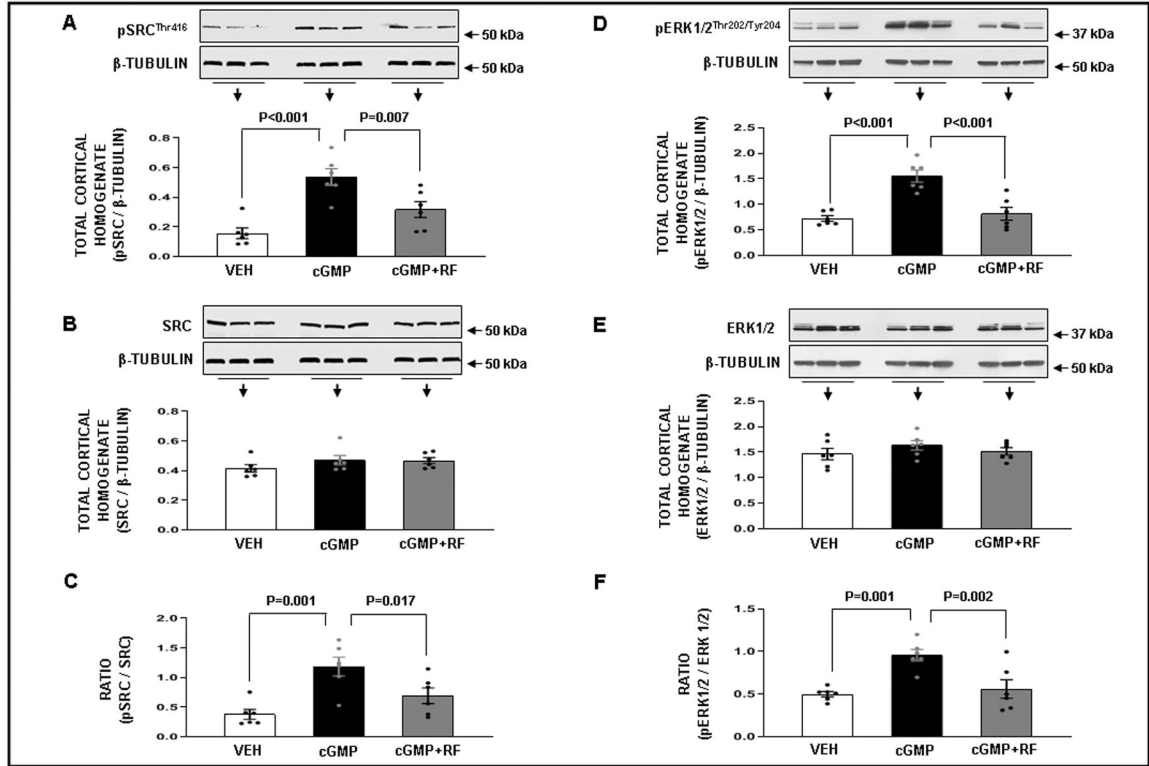 A
pSRCThr416
← 50 kDa
β-TUBULIN
← 50 kDa
P<0.001
P=0.007
TOTAL CORTICAL
HOMOGENATE
(pSRC / β-TUBULIN)
0.8
0.6
0.4
0.2
0.0
VEH
cGMP
cGMP+RF
B
SRC
← 50 kDa
β-TUBULIN
← 50 kDa
TOTAL CORTICAL
HOMOGENATE
(SRC / β-TUBULIN)
0.8
0.6
0.4
0.2
0.0
VEH
cGMP
cGMP+RF
C
P=0.001
P=0.017
RATIO
(pSRC / SRC)
2.0
1.5
1.0
0.5
0.0
VEH
cGMP
cGMP+RF
D
pERK1/2Thr202/Tyr204
← 37 kDa
β-TUBULIN
← 50 kDa
P<0.001
P<0.001
TOTAL CORTICAL
HOMOGENATE
(pERK1/2 / β-TUBULIN)
2.5
2.0
1.5
1.0
0.5
0.0
VEH
cGMP
cGMP+RF
E
ERK1/2
← 37 kDa
β-TUBULIN
← 50 kDa
TOTAL CORTICAL
HOMOGENATE
(ERK1/2 / β-TUBULIN)
2.5
2.0
1.5
1.0
0.5
0.0
VEH
cGMP
cGMP+RF
F
P=0.001
P=0.002
RATIO
(pERK1/2 / ERK 1/2)
1.5
1.0
0.5
0.0
VEH
cGMP
cGMP+RF